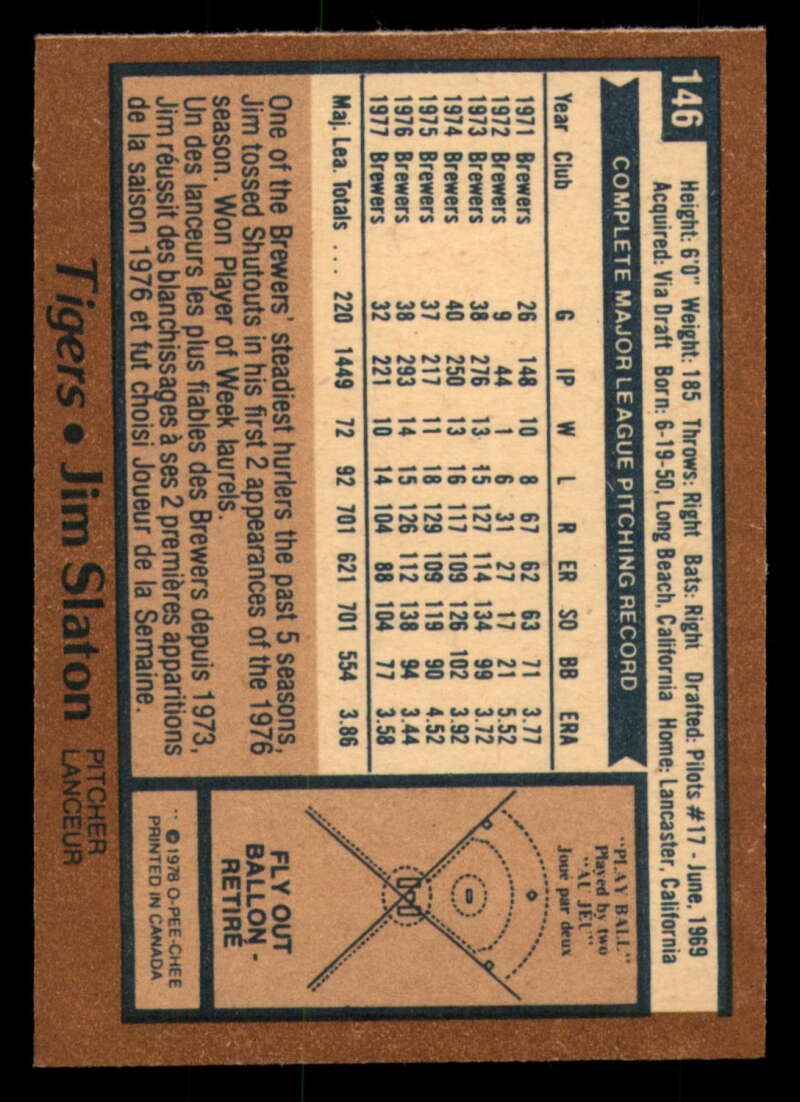 146
Height: 6'0" Weight: 185 Throws: Right Bats: Right Drafted: Pilots #17 - June, 1969
Acquired: Via Draft Born: 6-19-50, Long Beach, California Home: Lancaster, California
COMPLETE MAJOR LEAGUE PITCHING RECORD
Year Club G IP W L R ER SO BB ERA
1971 Brewers 26 148 10 8 67 62 63 71 3.77
1972 Brewers 9 44 1 6 31 27 17 21 5.52
1973 Brewers 38 276 13 15 127 114 134 99 3.72
1974 Brewers 40 250 13 16 117 109 126 102 3.92
1975 Brewers 37 217 11 18 129 109 119 90 4.52
1976 Brewers 38 293 14 15 126 112 138 94 3.44
1977 Brewers 32 221 10 14 104 88 104 77 3.58
Maj. Lea. Totals . . . 220 1449 72 92 701 621 701 554 3.86
One of the Brewers' steadiest hurlers the past 5 seasons,
Jim tossed Shutouts in his first 2 appearances of the 1976
season. Won Player of Week laurels.
Un des lanceurs les plus fiables des Brewers depuis 1973,
Jim réussit des blanchissages à ses 2 premières apparitions
de la saison 1976 et fut choisi Joueur de la Semaine.
"PLAY BALL"
Played by two
"AU JEU"
Joué par deux
FLY OUT
BALLON -
RETIRÉ
** © 1978 O-PEE-CHEE
PRINTED IN CANADA
Tigers • Jim Slaton PITCHER
LANCEUR